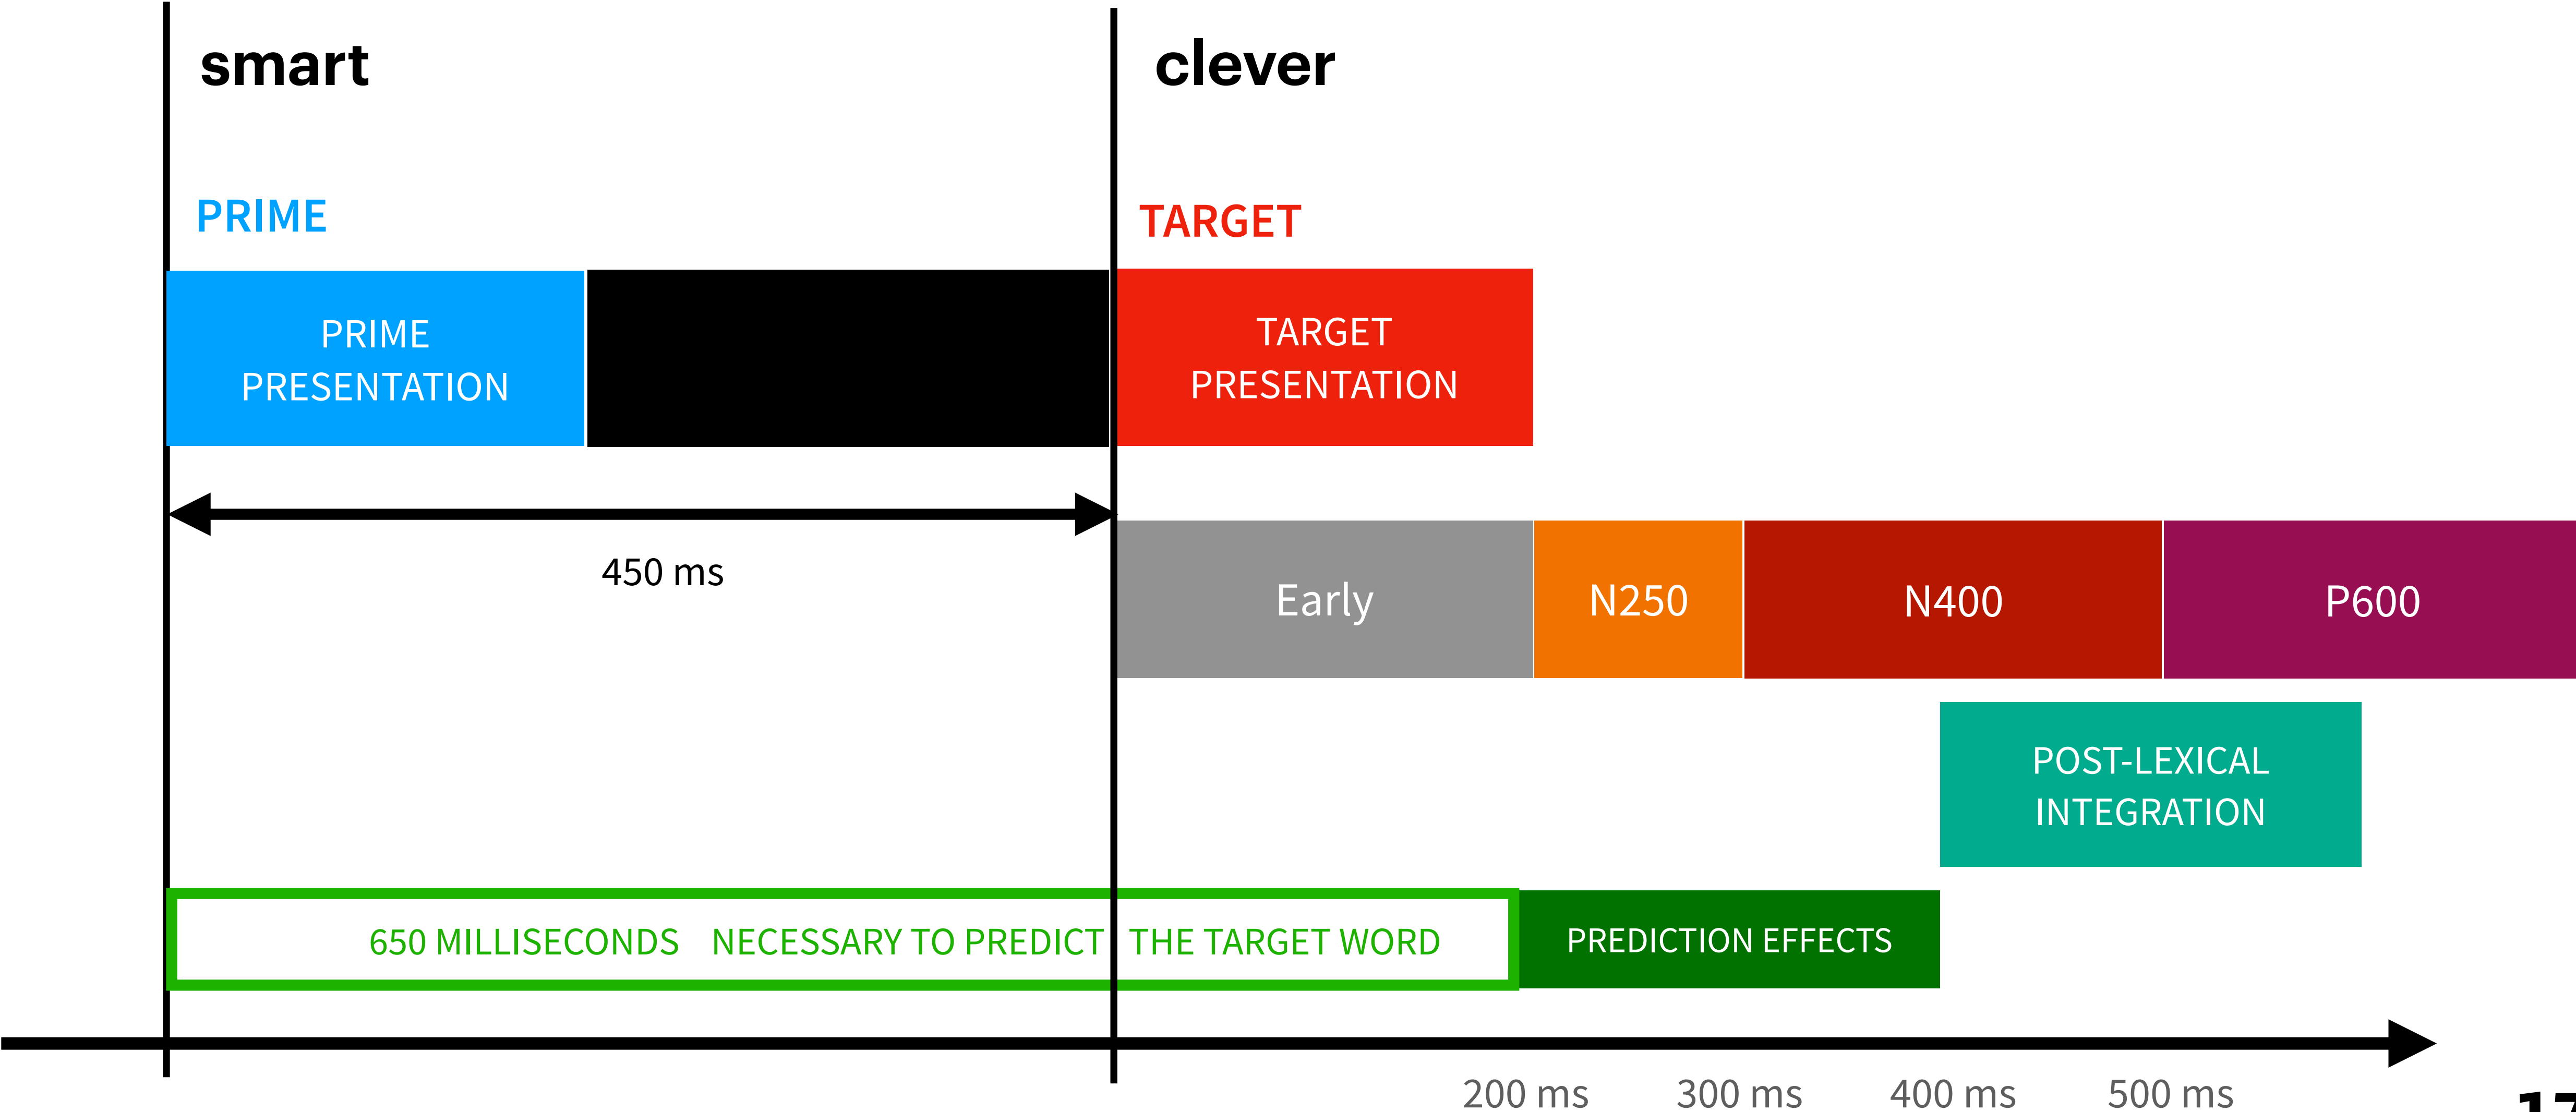 smart
clever
PRIME
TARGET
PRIME
PRESENTATION
TARGET
PRESENTATION
450 ms
Early
N250
N400
P600
POST-LEXICAL
INTEGRATION
650 MILLISECONDS NECESSARY TO PREDICT THE TARGET WORD
PREDICTION EFFECTS
200 ms
300 ms
400 ms
500 ms